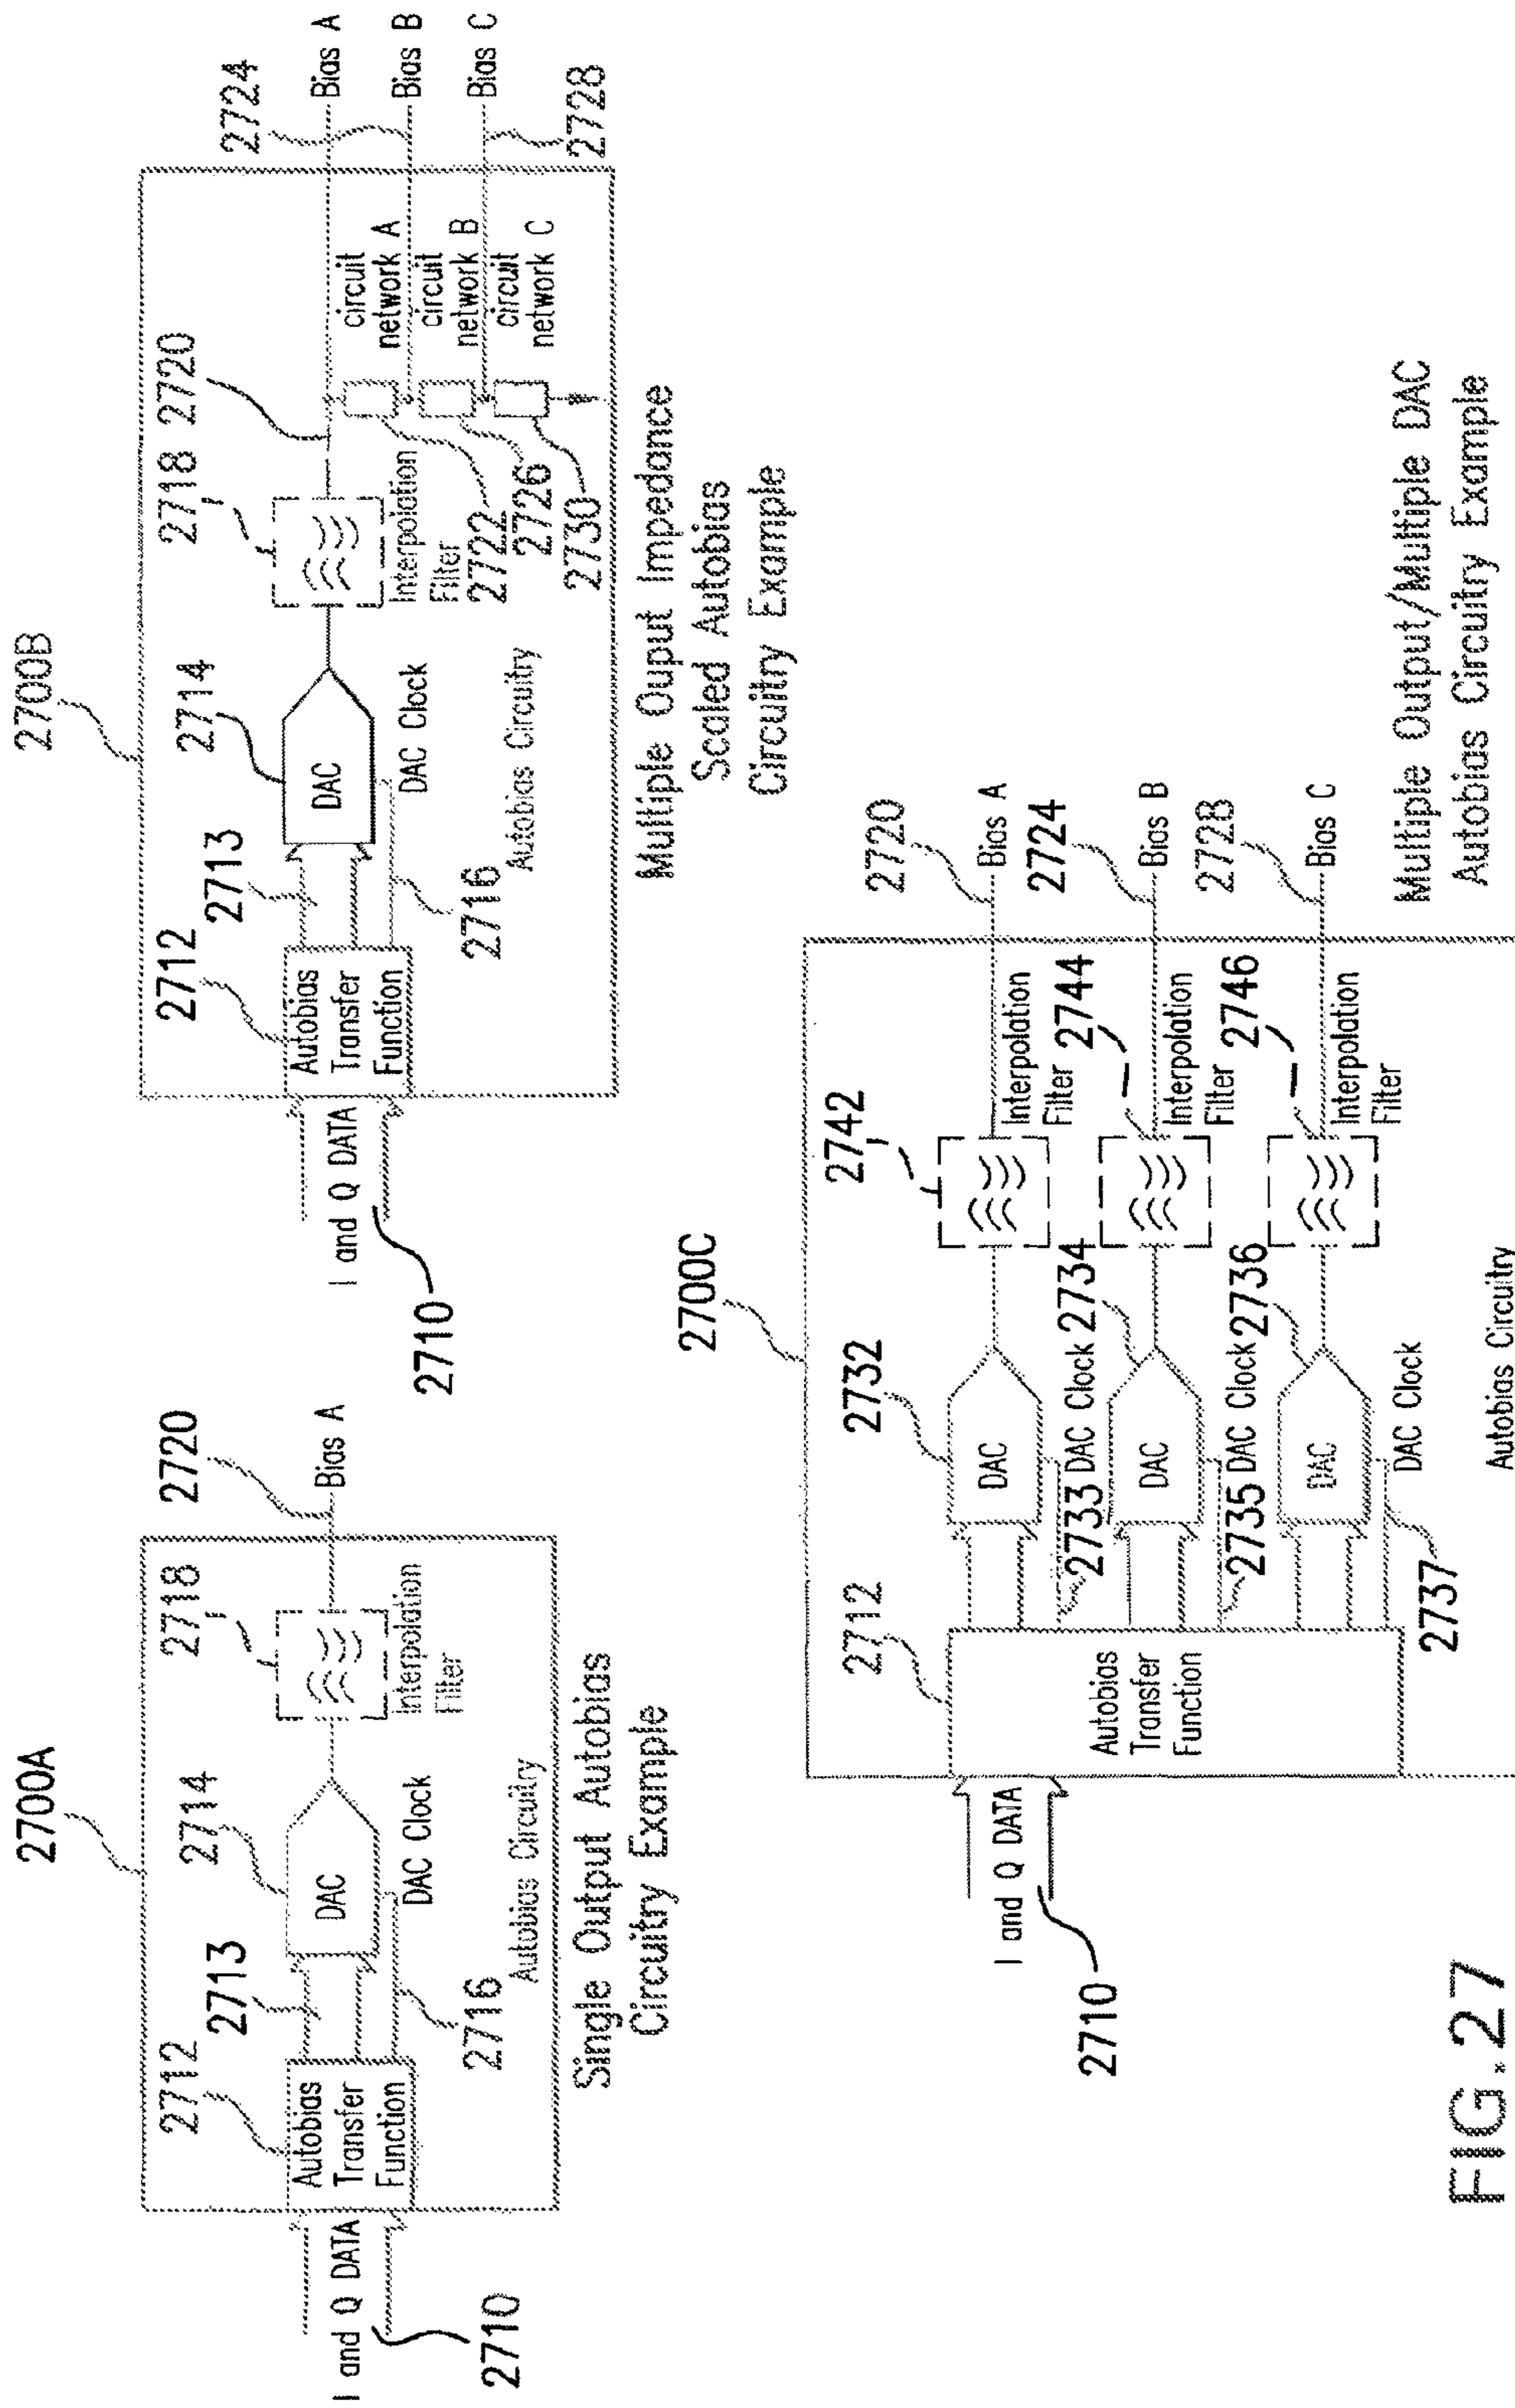 2700A
2712
2713
2714
2718
2720
I and Q DATA
Autobias
Transfer
Function
DAC
Bias A
DAC Clock
Interpolation
Filter
2710
2716
Autobias Circuitry
Single Output Autobias
Circuitry Example
2700B
2712
2713
2714
2718
2720
2724
I and Q DATA
Autobias
Transfer
Function
DAC
Bias A
circuit
network A
Bias B
circuit
network B
Bias C
circuit
network C
DAC Clock
Interpolation
Filter
2710
2716
2722
2726
2730
2728
Autobias Circuitry
Multiple Ouput Impedance
Scaled Autobias
Circuitry Example
2700C
2712
2732
2742
2720
I and Q DATA
Autobias
Transfer
Function
DAC
Bias A
Interpolation
Filter
2733
DAC Clock
2734
2744
2724
DAC
Bias B
Interpolation
Filter
2735
DAC Clock
2736
2746
2728
DAC
Bias C
Interpolation
Filter
DAC Clock
2710
2737
Autobias Circuitry
Multiple Output/Multiple DAC
Autobias Circuitry Example
FIG.27